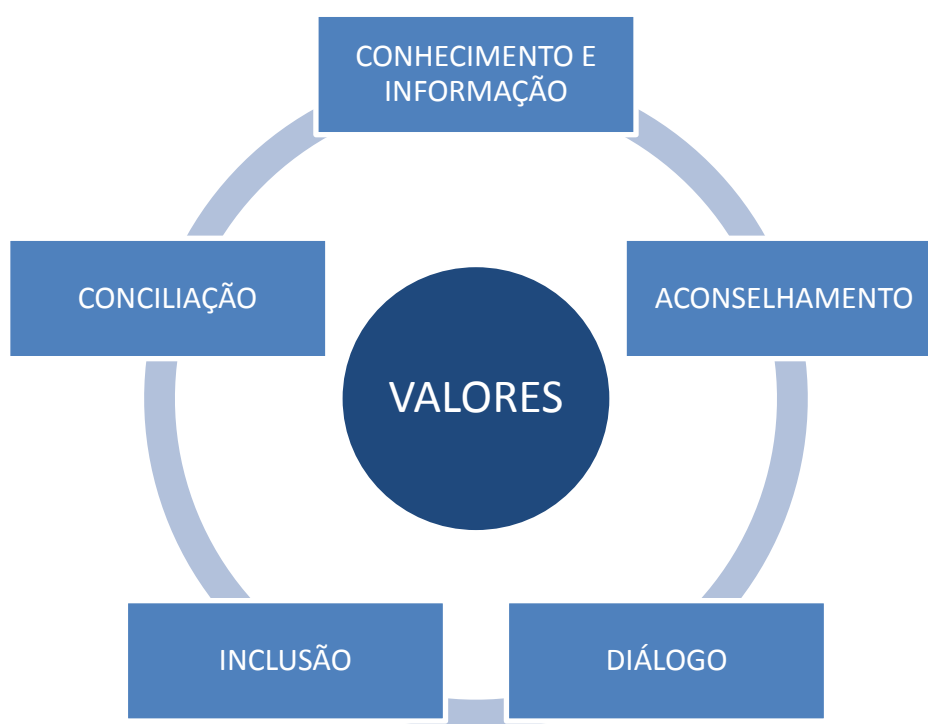 CONHECIMENTO E
INFORMAÇÃO
CONCILIAÇÃO
ACONSELHAMENTO
VALORES
INCLUSÃO
DIÁLOGO